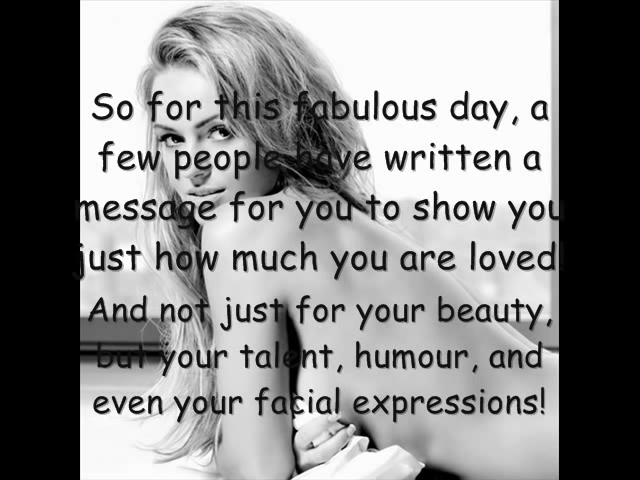 So for this fabulous day, a
few people have written a
message for you to show you
just how much you are loved!
And not just for your beauty,
but your talent, humour, and
even your facial expressions!